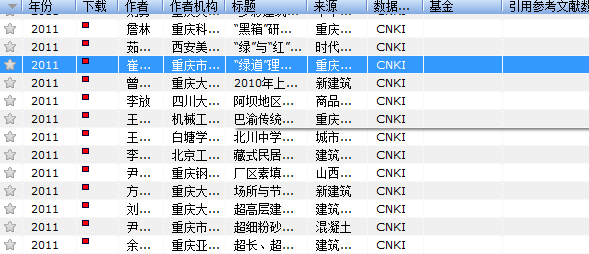 年份 下载 作者 作者机构 标题 来源 数据... 基金 引用参考文献数
2011 詹林 重庆科... “黑箱”研... 重庆... CNKI
2011 茹... 西安美... “绿”与“红”... 时代... CNKI
2011 崔... 重庆市... “绿道”理... 重庆... CNKI
2011 曾... 重庆大... 2010年上... 新建筑 CNKI
2011 李放 四川大... 阿坝地区... 商品... CNKI
2011 王... 机械工... 巴渝传统... 重庆... CNKI
2011 王... 白塘学... 北川中学... 城市... CNKI
2011 李... 北京工... 藏式民居... 建筑... CNKI
2011 尹... 重庆钢... 厂区素填... 山西... CNKI
2011 方... 重庆大... 场所与节... 新建筑 CNKI
2011 刘... 重庆大... 超高层建... 建筑... CNKI
2011 尹... 重庆市... 超细粉砂... 混凝土 CNKI
2011 余... 重庆亚... 超长、超... 建筑... CNKI